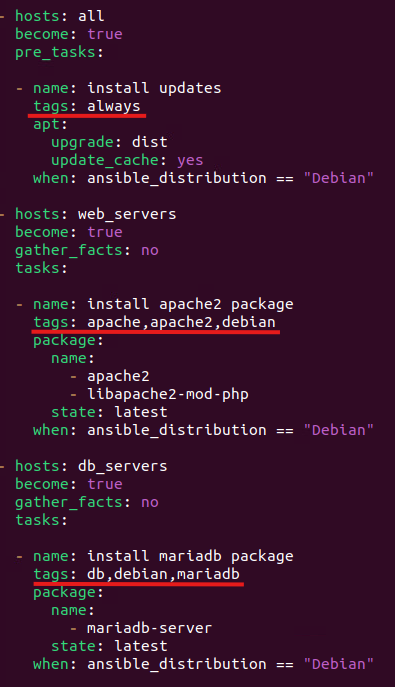 - hosts: all
  become: true
  pre_tasks:

  - name: install updates
    tags: always
    apt:
      upgrade: dist
      update_cache: yes
    when: ansible_distribution == "Debian"

- hosts: web_servers
  become: true
  gather_facts: no
  tasks:

  - name: install apache2 package
    tags: apache,apache2,debian
    package:
      name:
        - apache2
        - libapache2-mod-php
      state: latest
    when: ansible_distribution == "Debian"

- hosts: db_servers
  become: true
  gather_facts: no
  tasks:

  - name: install mariadb package
    tags: db,debian,mariadb
    package:
      name:
        - mariadb-server
      state: latest
    when: ansible_distribution == "Debian"